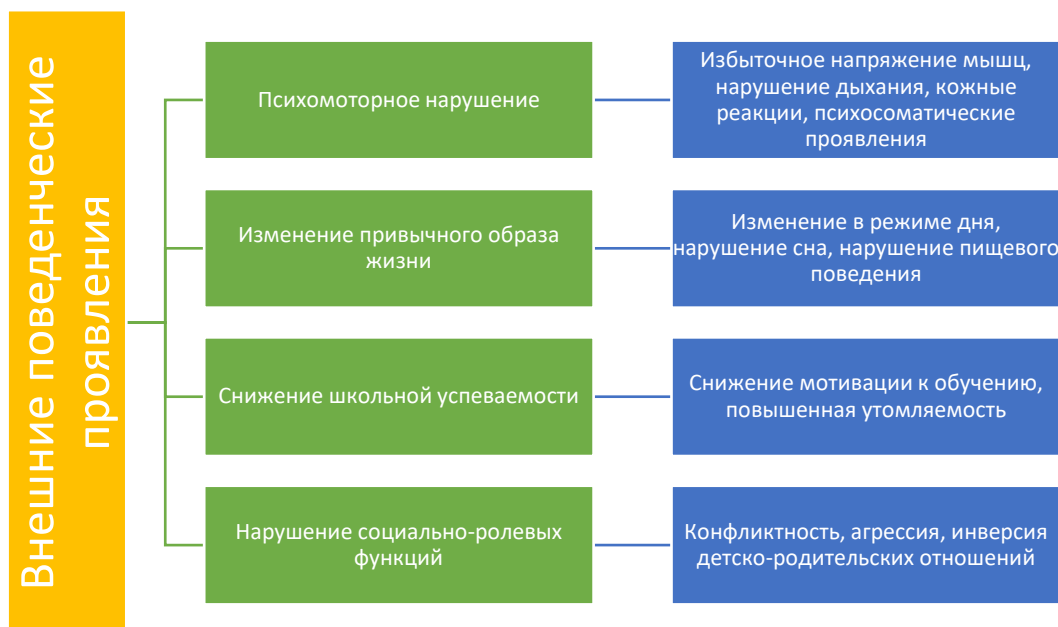 Внешние поведенческие
проявления
Психомоторное нарушение
Избыточное напряжение мышц,
нарушение дыхания, кожные
реакции, психосоматические
проявления
Изменение привычного образа
жизни
Изменение в режиме дня,
нарушение сна, нарушение пищевого
поведения
Снижение школьной успеваемости
Снижение мотивации к обучению,
повышенная утомляемость
Нарушение социально-ролевых
функций
Конфликтность, агрессия, инверсия
детско-родительских отношений